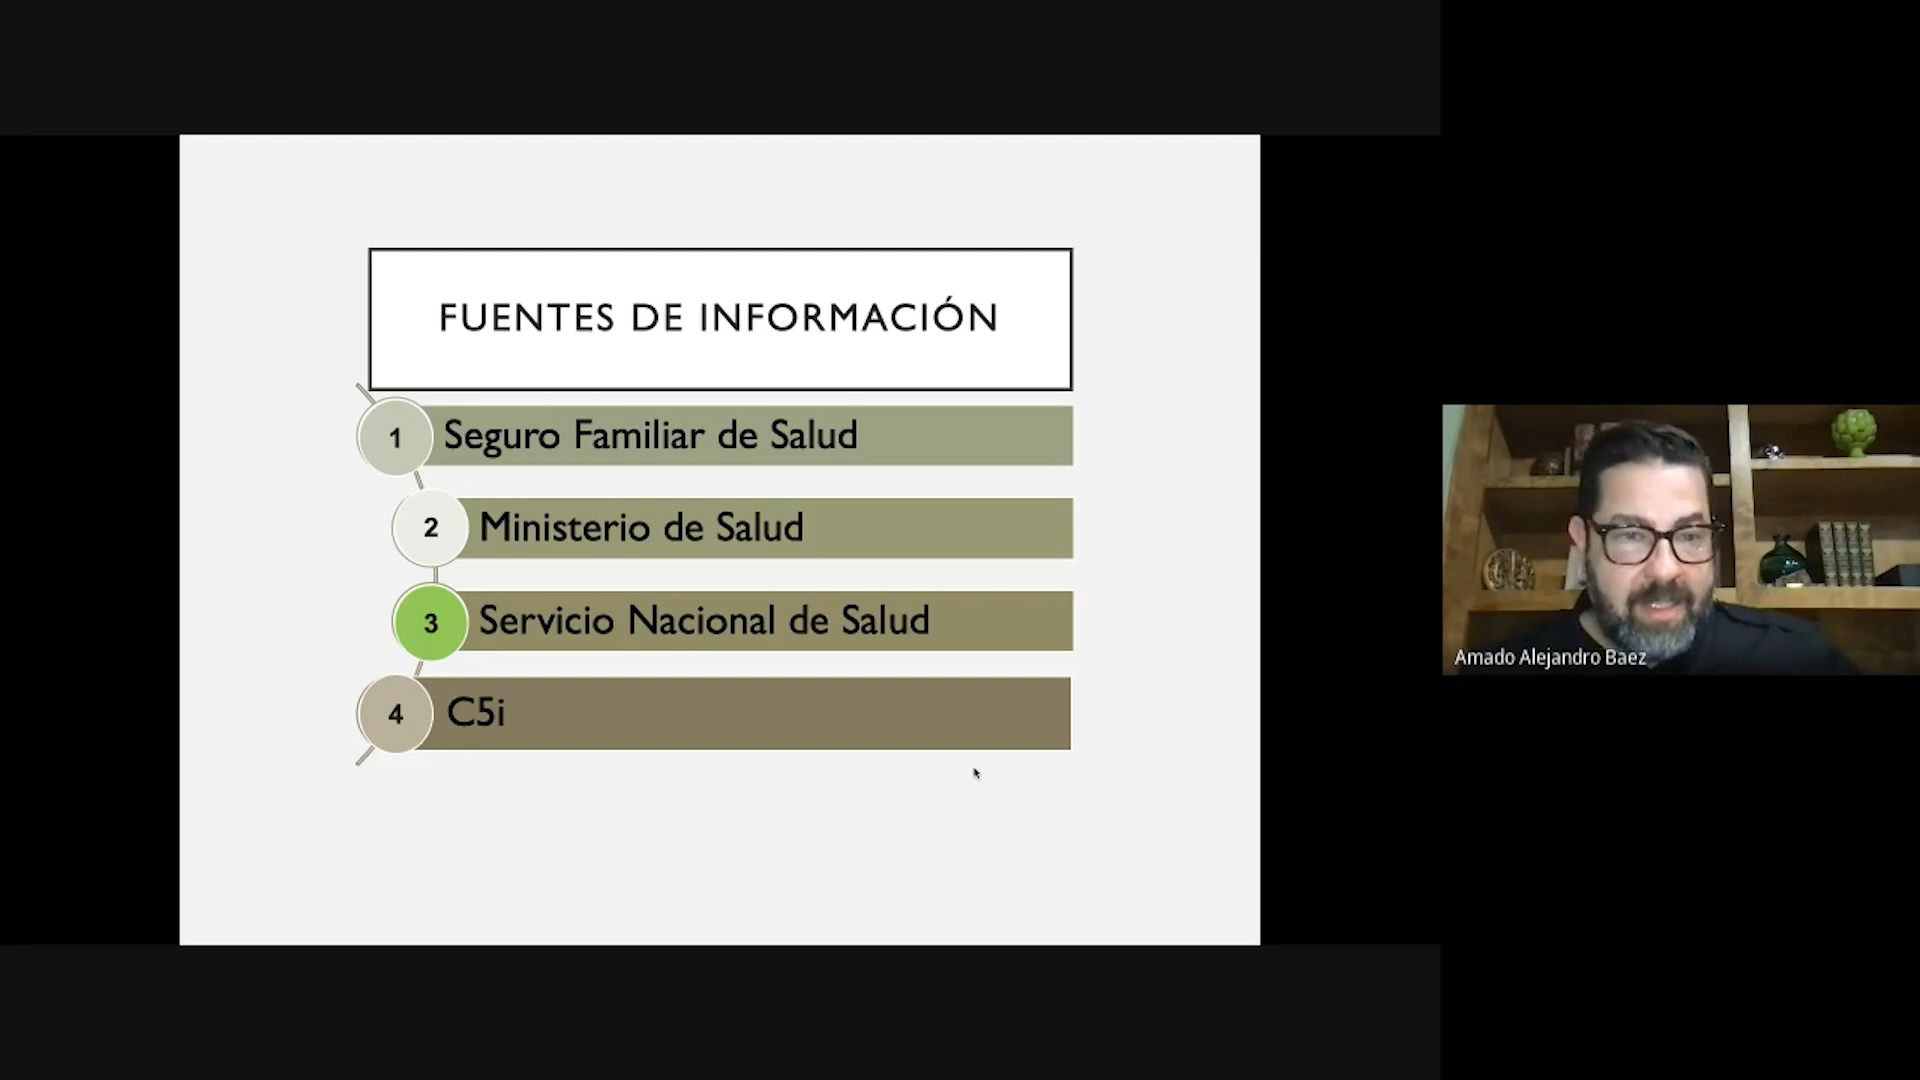 FUENTES DE INFORMACIÓN
1 Seguro Familiar de Salud
2 Ministerio de Salud
3 Servicio Nacional de Salud
4 C5i
Amado Alejandro Baez